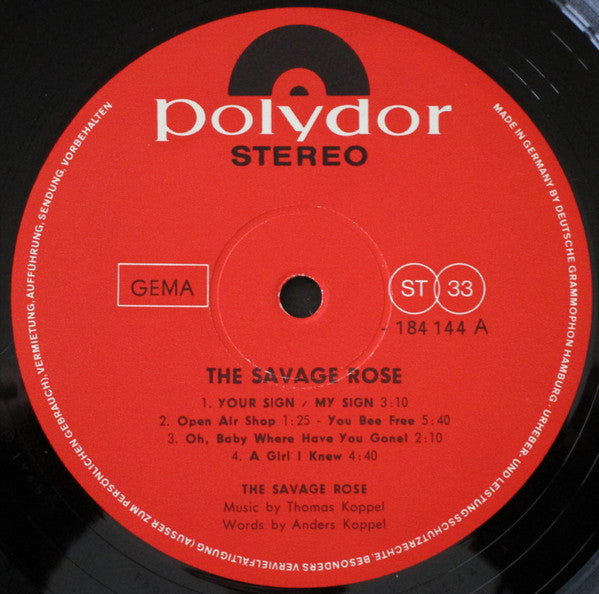 polydor
STEREO
GEMA
ST 33
- 184 144 A
THE SAVAGE ROSE
1. YOUR SIGN / MY SIGN 3:10
2. Open Air Shop 1:25 - You Bee Free 5:40
3. Oh, Baby Where Have You Gone! 2:10
4. A Girl I Knew 4:40
THE SAVAGE ROSE
Music by Thomas Koppel
Words by Anders Koppel
MADE IN GERMANY BY DEUTSCHE GRAMMOPHON HAMBURG. URHEBER- UND LEISTUNGSSCHUTZRECHTE, BESONDERS VERVIELFÄLTIGUNG (AUSSER ZUM PERSÖNLICHEN GEBRAUCH), VERMIETUNG, AUFFÜHRUNG, SENDUNG, VORBEHALTEN